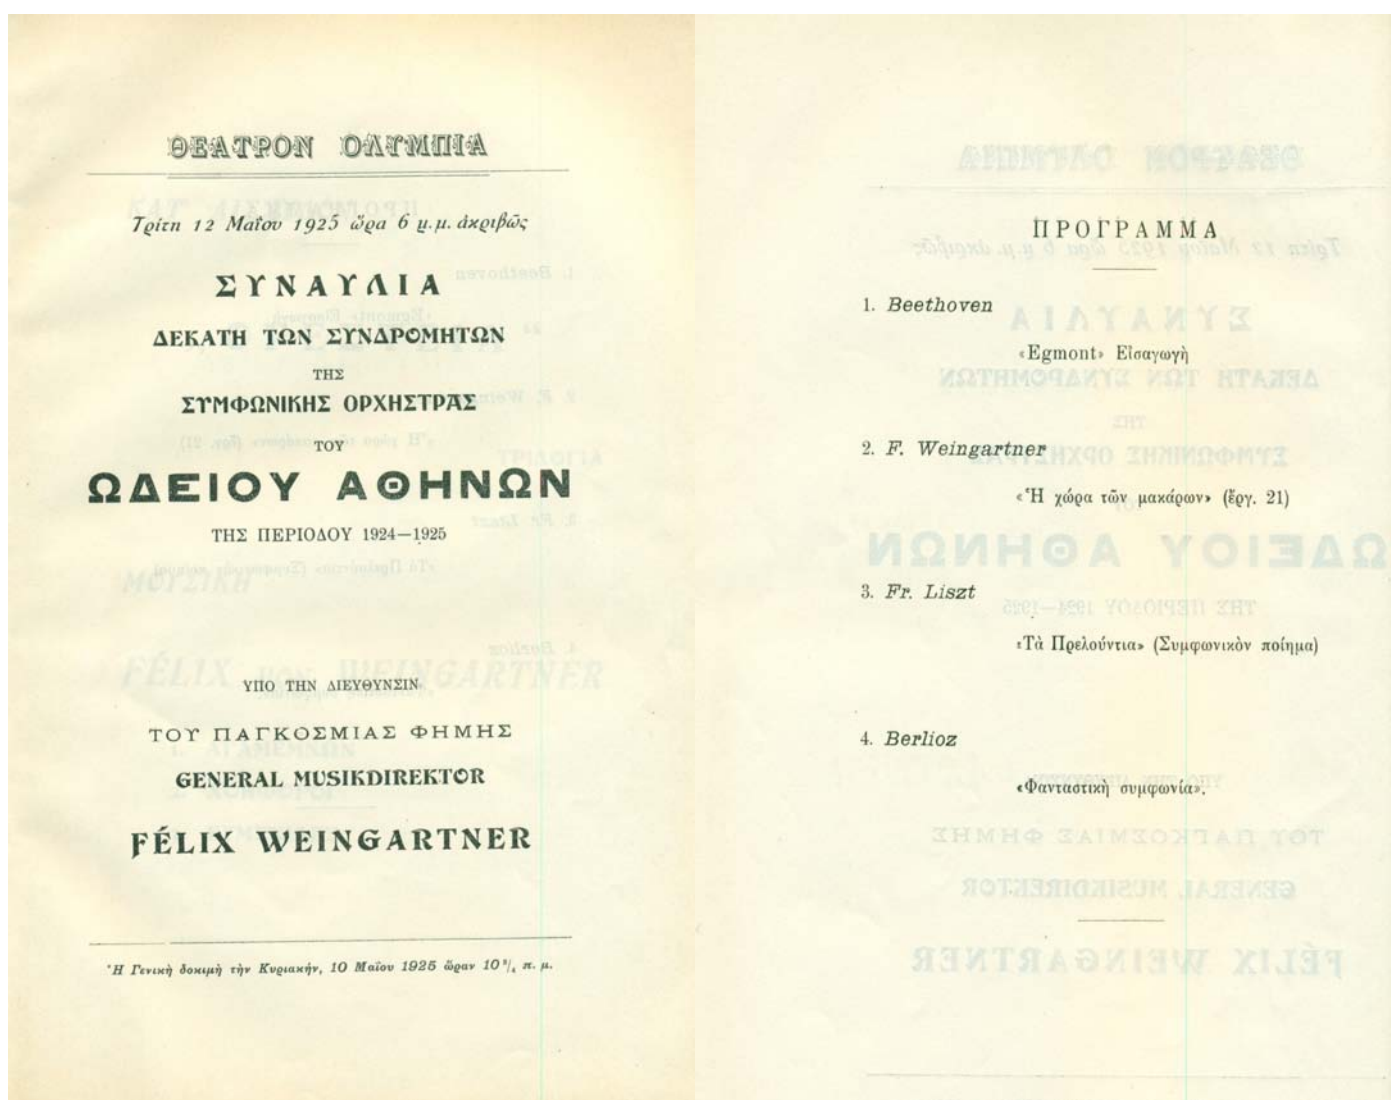 ΘΕΑΤΡΟΝ ΟΛΥΜΠΙΑ
Τρίτη 12 Μαΐου 1925 ὥρα 6 μ.μ. ἀκριβῶς
ΣΥΝΑΥΛΙΑ
ΔΕΚΑΤΗ ΤΩΝ ΣΥΝΔΡΟΜΗΤΩΝ
ΤΗΣ
ΣΥΜΦΩΝΙΚΗΣ ΟΡΧΗΣΤΡΑΣ
ΤΟΥ
ΩΔΕΙΟΥ ΑΘΗΝΩΝ
ΤΗΣ ΠΕΡΙΟΔΟΥ 1924—1925
ΥΠΟ ΤΗΝ ΔΙΕΥΘΥΝΣΙΝ
ΤΟΥ ΠΑΓΚΟΣΜΙΑΣ ΦΗΜΗΣ
GENERAL MUSIKDIREKTOR
FÉLIX WEINGARTNER
Ἡ Γενικὴ δοκιμὴ τὴν Κυριακήν, 10 Μαΐου 1925 ὥραν 10 ³/₄ π. μ.
ΠΡΟΓΡΑΜΜΑ
1. Beethoven
«Egmont» Εἰσαγωγὴ
2. F. Weingartner
«Ἡ χώρα τῶν μακάρων» (ἔργ. 21)
3. Fr. Liszt
«Τὰ Πρελούντια» (Συμφωνικὸν ποίημα)
4. Berlioz
«Φανταστικὴ συμφωνία».